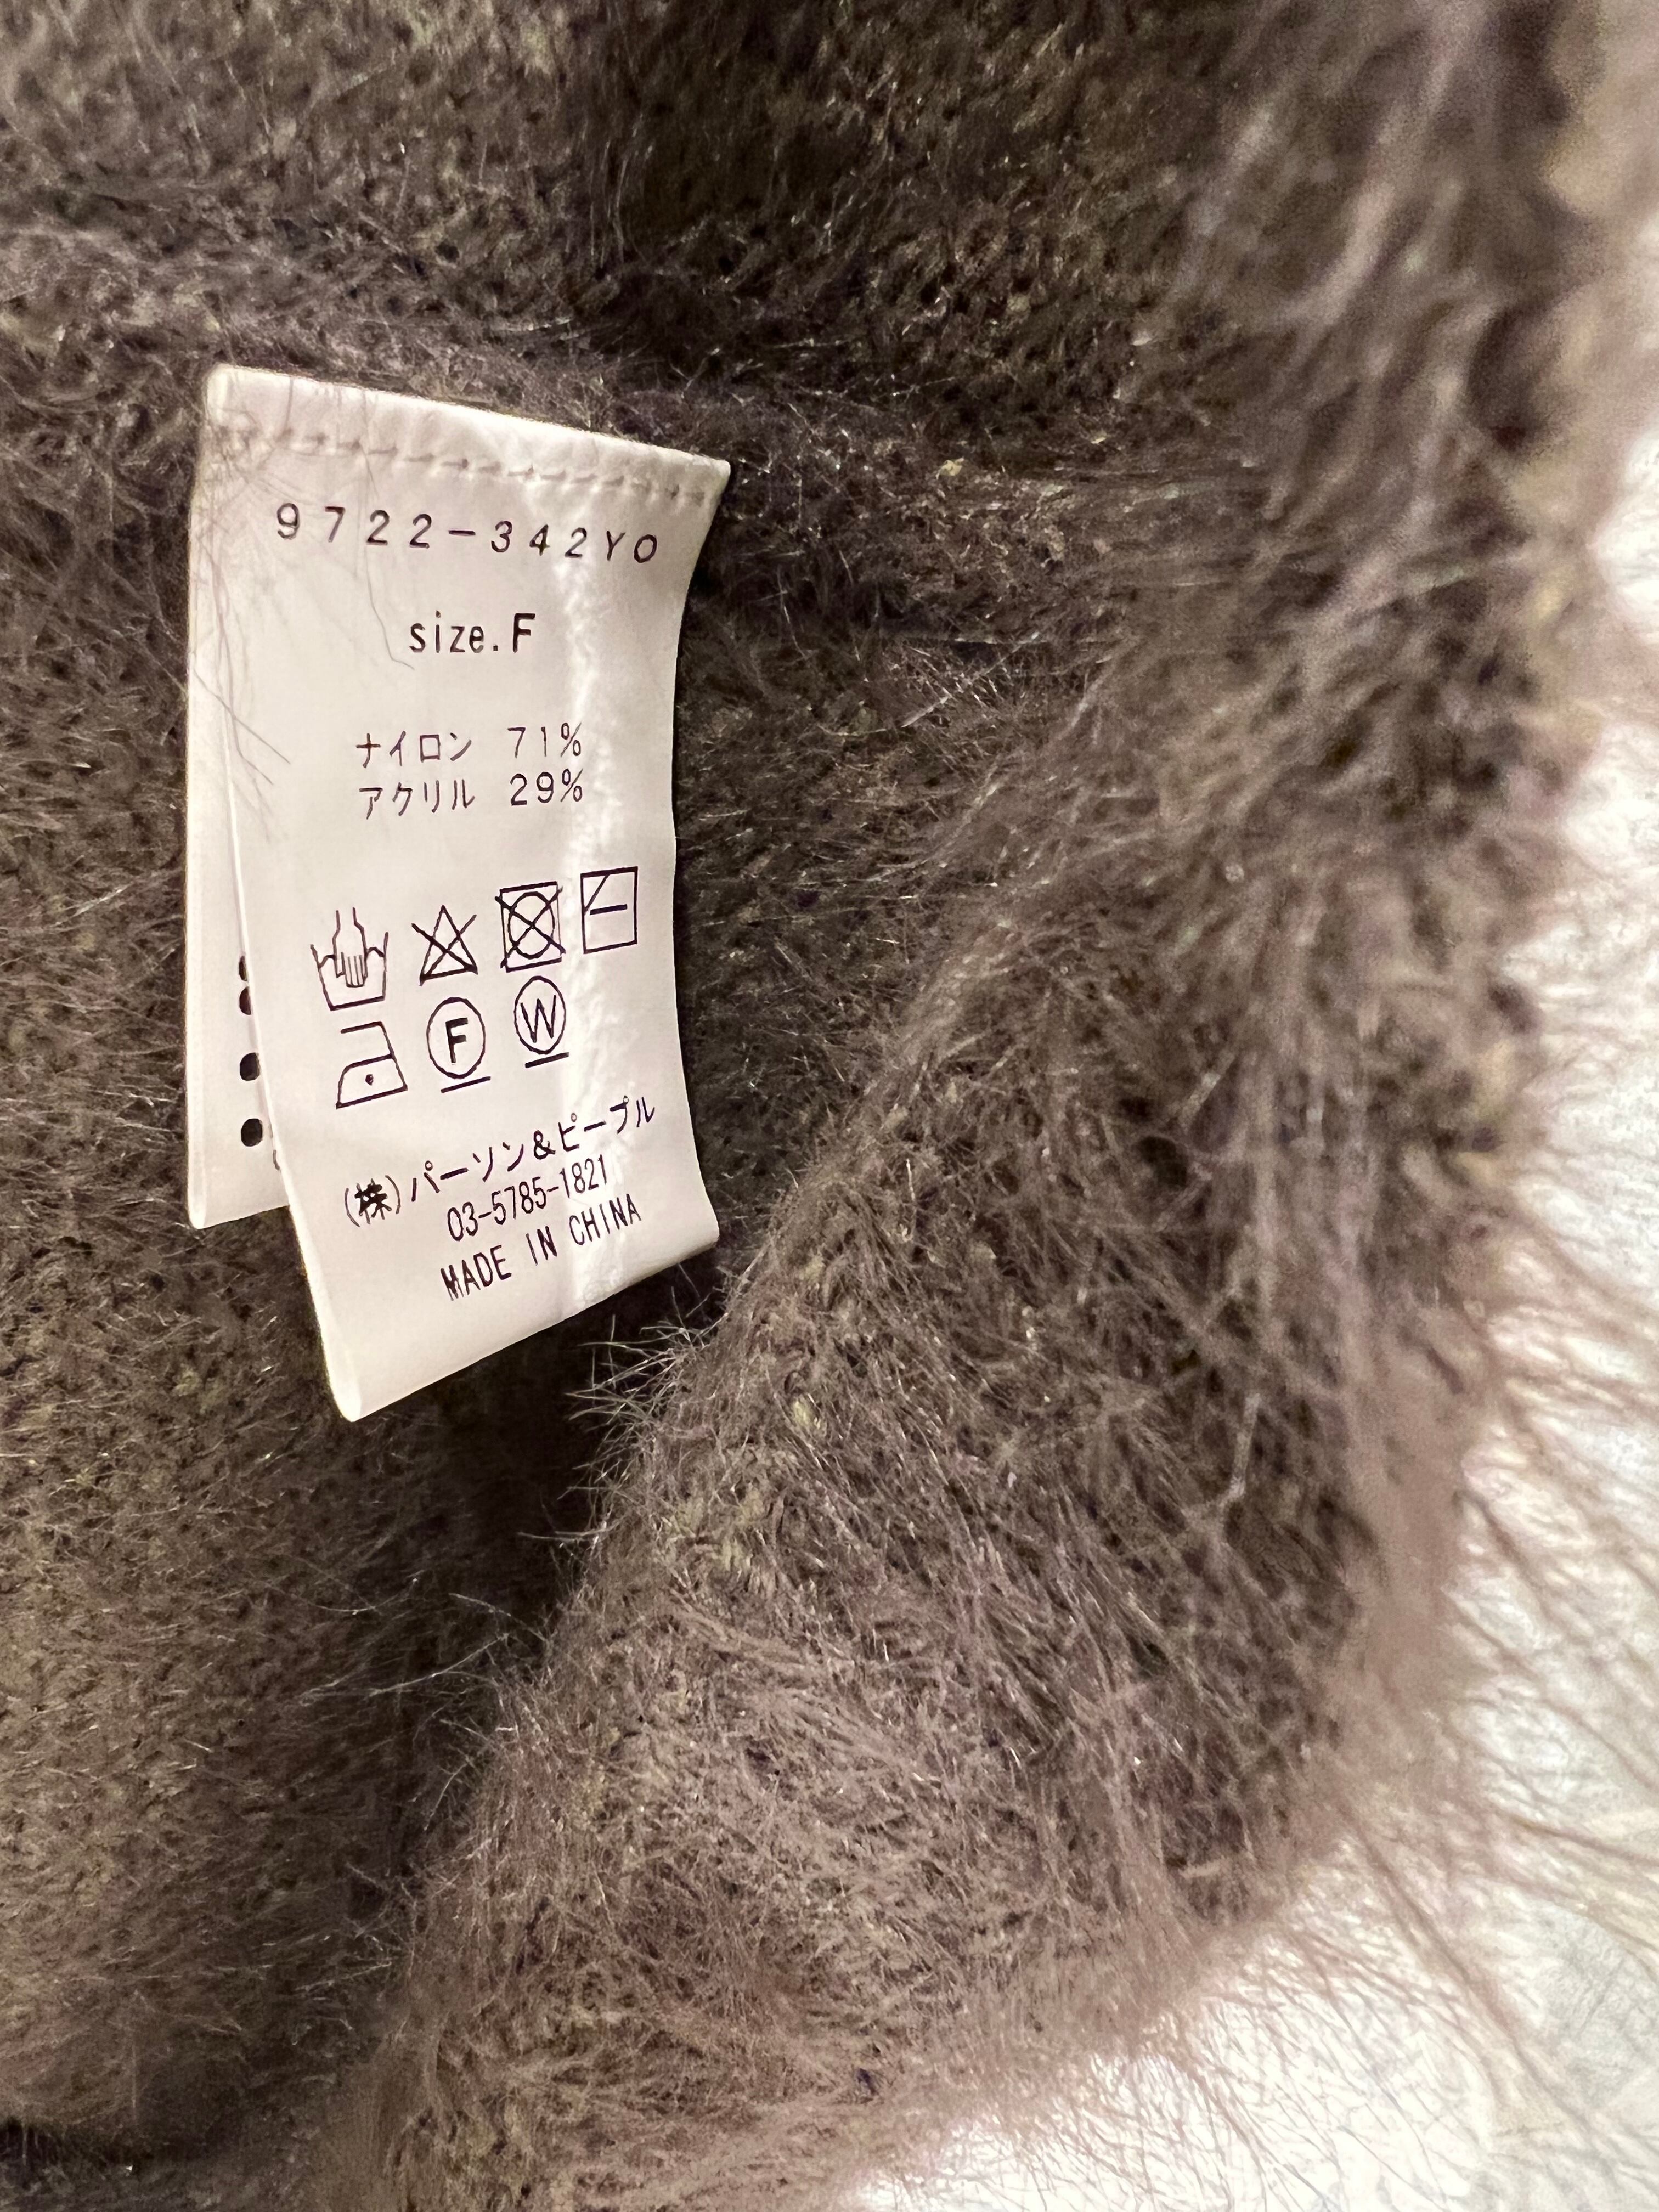 9722-342YO
size.F
ナイロン 71%
アクリル 29%
F W
(株)パーソン&ピープル
03-5785-1821
MADE IN CHINA